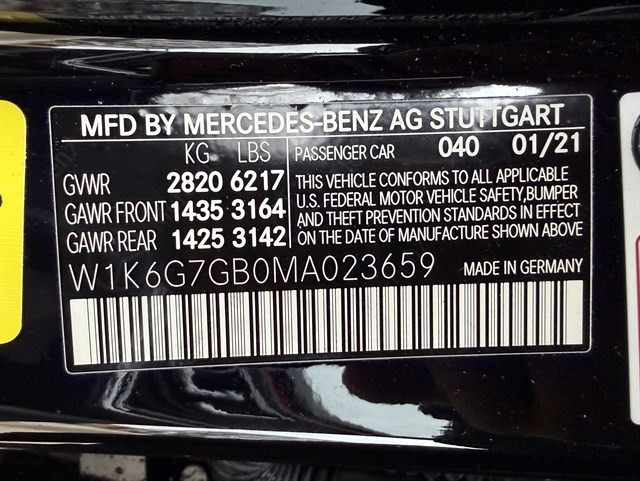 MFD BY MERCEDES-BENZ AG STUTTGART
KG LBS PASSENGER CAR 040 01/21
GVWR 2820 6217
GAWR FRONT 1435 3164
GAWR REAR 1425 3142
THIS VEHICLE CONFORMS TO ALL APPLICABLE
U.S. FEDERAL MOTOR VEHICLE SAFETY,BUMPER
AND THEFT PREVENTION STANDARDS IN EFFECT
ON THE DATE OF MANUFACTURE SHOWN ABOVE
W1K6G7GB0MA023659 MADE IN GERMANY